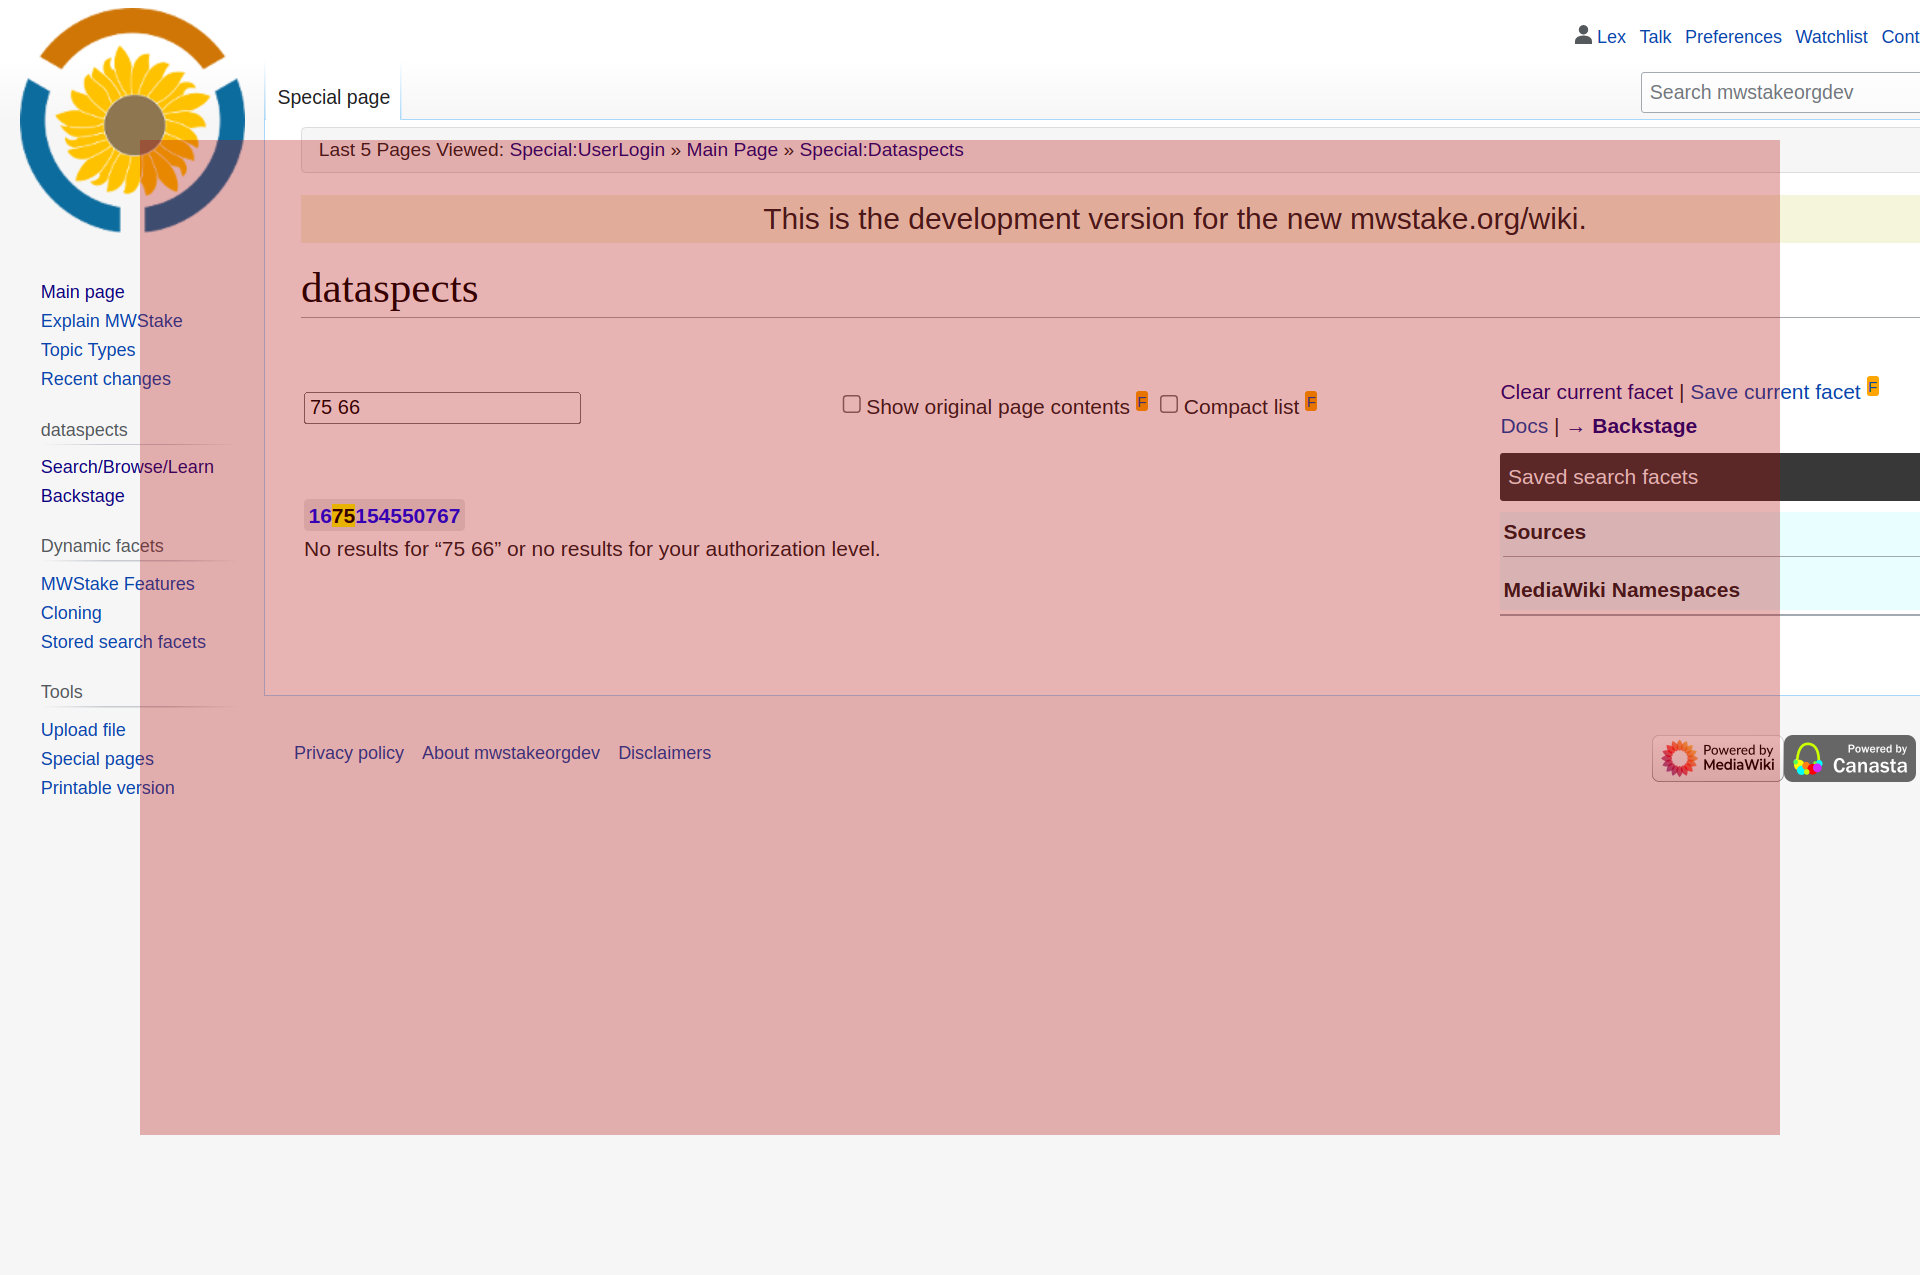 Lex Talk Preferences Watchlist Cont
Special page
Search mwstakeorgdev
Last 5 Pages Viewed: Special:UserLogin » Main Page » Special:Dataspects
This is the development version for the new mwstake.org/wiki.
dataspects
Main page
Explain MWStake
Topic Types
Recent changes
dataspects
Search/Browse/Learn
Backstage
Dynamic facets
MWStake Features
Cloning
Stored search facets
Tools
Upload file
Special pages
Printable version
75 66
Show original page contents F Compact list F
1675154550767
No results for “75 66” or no results for your authorization level.
Clear current facet | Save current facet F
Docs | → Backstage
Saved search facets
Sources
MediaWiki Namespaces
Privacy policy About mwstakeorgdev Disclaimers
Powered by
MediaWiki
Powered by
Canasta